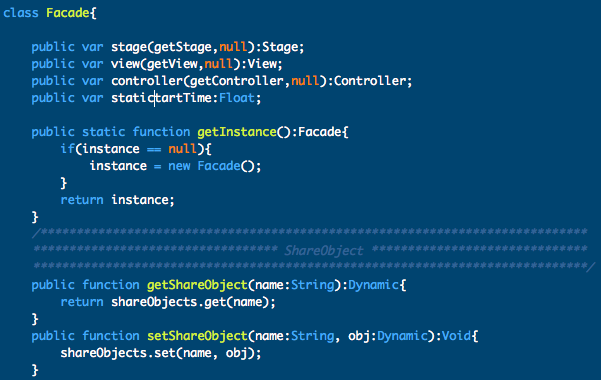 class Facade{
public var stage(getStage,null):Stage;
public var view(getView,null):View;
public var controller(getController,null):Controller;
public var statictartTime:Float;
public static function getInstance():Facade{
if(instance == null){
instance = new Facade();
}
return instance;
}
/****************************************************************************
********************************** ShareObject ******************************
*****************************************************************************/
public function getShareObject(name:String):Dynamic{
return shareObjects.get(name);
}
public function setShareObject(name:String, obj:Dynamic):Void{
shareObjects.set(name, obj);
}